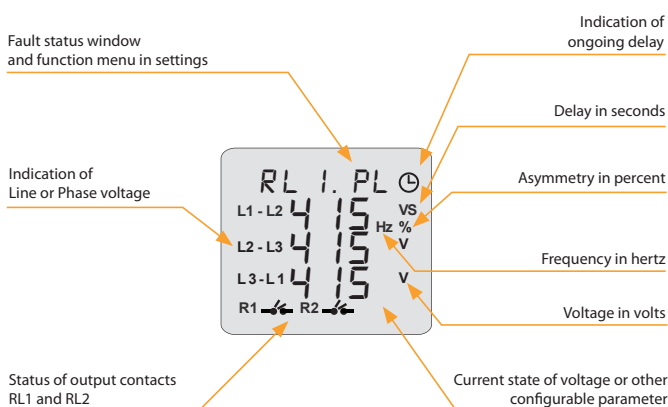 Indication of
ongoing delay
Fault status window
and function menu in settings
Delay in seconds
Indication of
Line or Phase voltage
Asymmetry in percent
RL 1. PL
L1 - L2 415 VS
Hz %
L2 - L3 415 V
L3 - L1 415 V
R1 R2
Frequency in hertz
Voltage in volts
Status of output contacts
RL1 and RL2
Current state of voltage or other
configurable parameter